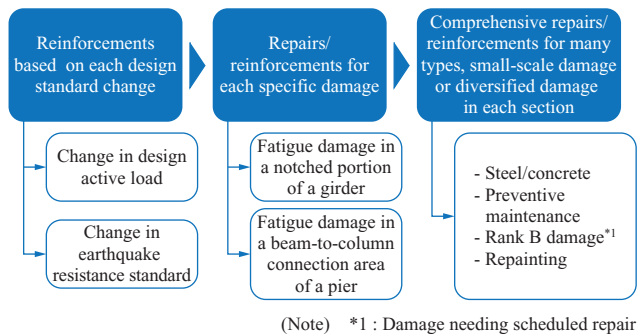 Reinforcements
based on each design
standard change
Change in design
active load
Change in
earthquake
resistance standard
Repairs/
reinforcements for
each specific damage
Fatigue damage in
a notched portion
of a girder
Fatigue damage in
a beam-to-column
connection area
of a pier
Comprehensive repairs/
reinforcements for many
types, small-scale damage
or diversified damage
in each section
- Steel/concrete
- Preventive
maintenance
- Rank B damage*1
- Repainting
(Note) *1 : Damage needing scheduled repair